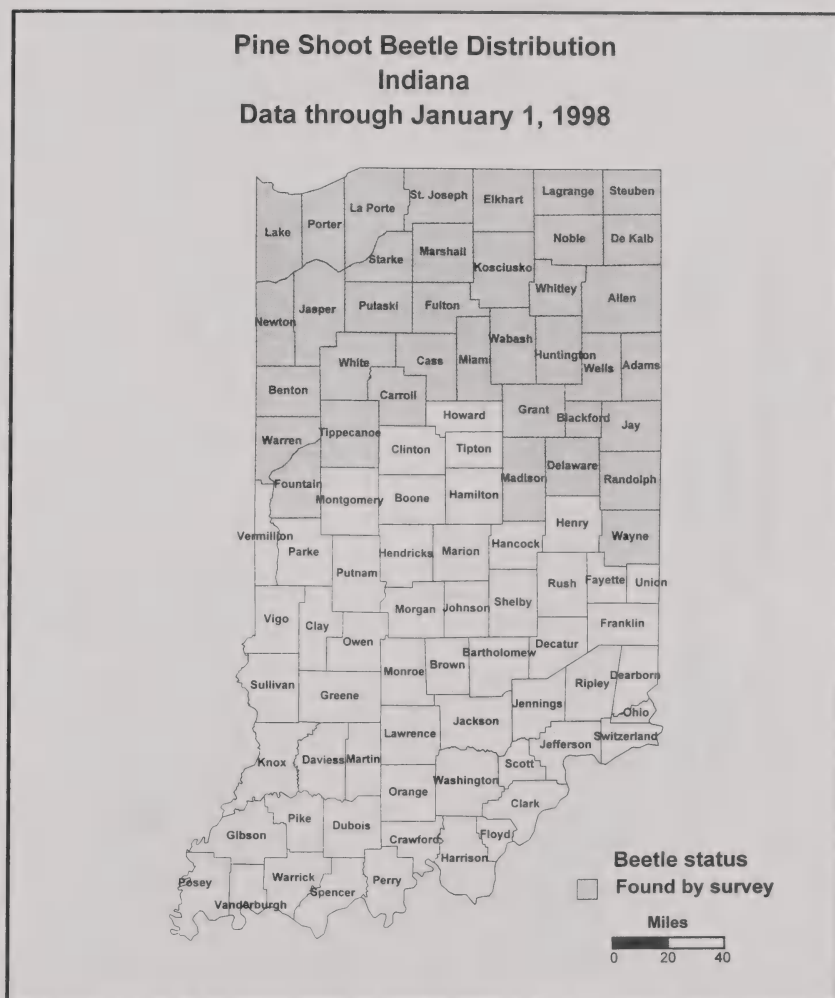 Pine Shoot Beetle Distribution
Indiana
Data through January 1, 1998
St. Joseph
Elkhart
Lagrange
Steuben
La Porte
Porter
Lake
Noble
De Kalb
Marshall
Starke
Kosciusko
Whitley
Allen
Jasper
Pulaski
Fulton
Newton
Wabash
White
Cass
Miami
Huntington
Wells
Adams
Benton
Carroll
Howard
Grant
Blackford
Jay
Warren
Tippecanoe
Clinton
Tipton
Delaware
Madison
Randolph
Fountain
Montgomery
Boone
Hamilton
Henry
Vermillion
Parke
Hendricks
Marion
Hancock
Wayne
Putnam
Rush
Fayette
Union
Morgan
Johnson
Shelby
Vigo
Clay
Franklin
Owen
Decatur
Bartholomew
Brown
Monroe
Dearborn
Ripley
Sullivan
Greene
Jennings
Ohio
Jackson
Lawrence
Switzerland
Jefferson
Knox
Daviess
Martin
Scott
Washington
Orange
Clark
Pike
Dubois
Gibson
Crawford
Floyd
Harrison
Posey
Warrick
Perry
Spencer
Vanderburgh
Beetle status
Found by survey
Miles
0 20 40